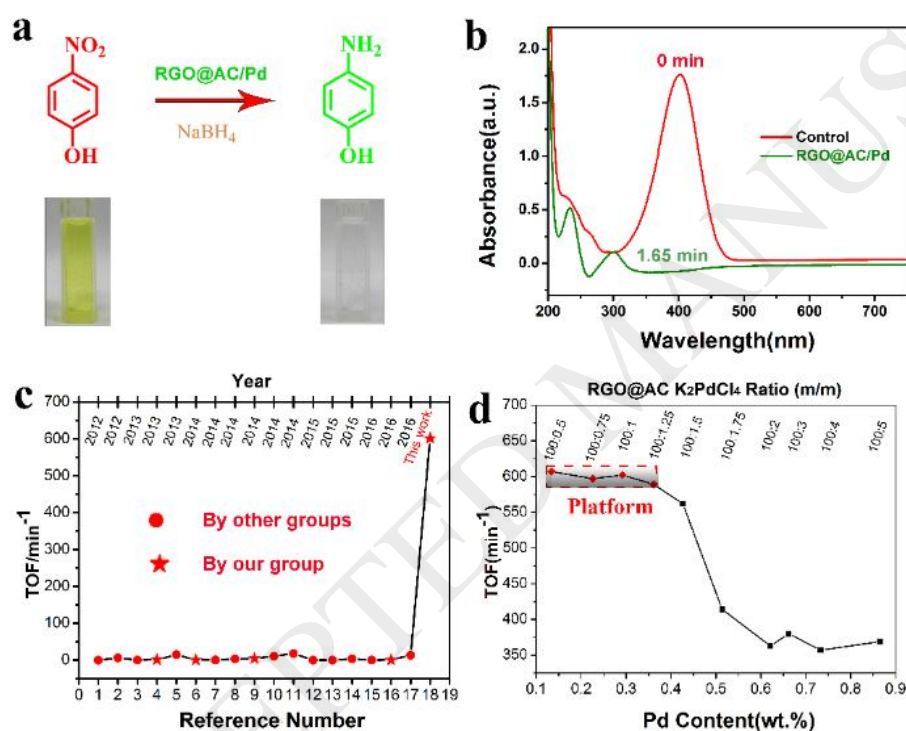 a
NO₂
RGO@AC/Pd
NaBH₄
OH
NH₂
OH
b
Absorbance(a.u.)
2.0
1.5
1.0
0.5
0.0
0 min
Control
RGO@AC/Pd
1.65 min
200 300 400 500 600 700
Wavelength(nm)
c
Year
2012 2012 2013 2013 2014 2014 2013 2014 2014 2014 2014 2015 2015 2015 2015 2016 2016 This work
TOF/min⁻¹
700
600
500
400
300
200
100
0
By other groups
By our group
0 1 2 3 4 5 6 7 8 9 10 11 12 13 14 15 16 17 18 19
Reference Number
d
RGO@AC K₂PdCl₄ Ratio (m/m)
100:0.5 100:0.75 100:1 100:1.25 100:1.5 100:1.75 100:2 100:3 100:4 100:5
TOF(min⁻¹)
700
650
600
550
500
450
400
350
Platform
0.1 0.2 0.3 0.4 0.5 0.6 0.7 0.8 0.9
Pd Content(wt.%)
EPTED MANUS